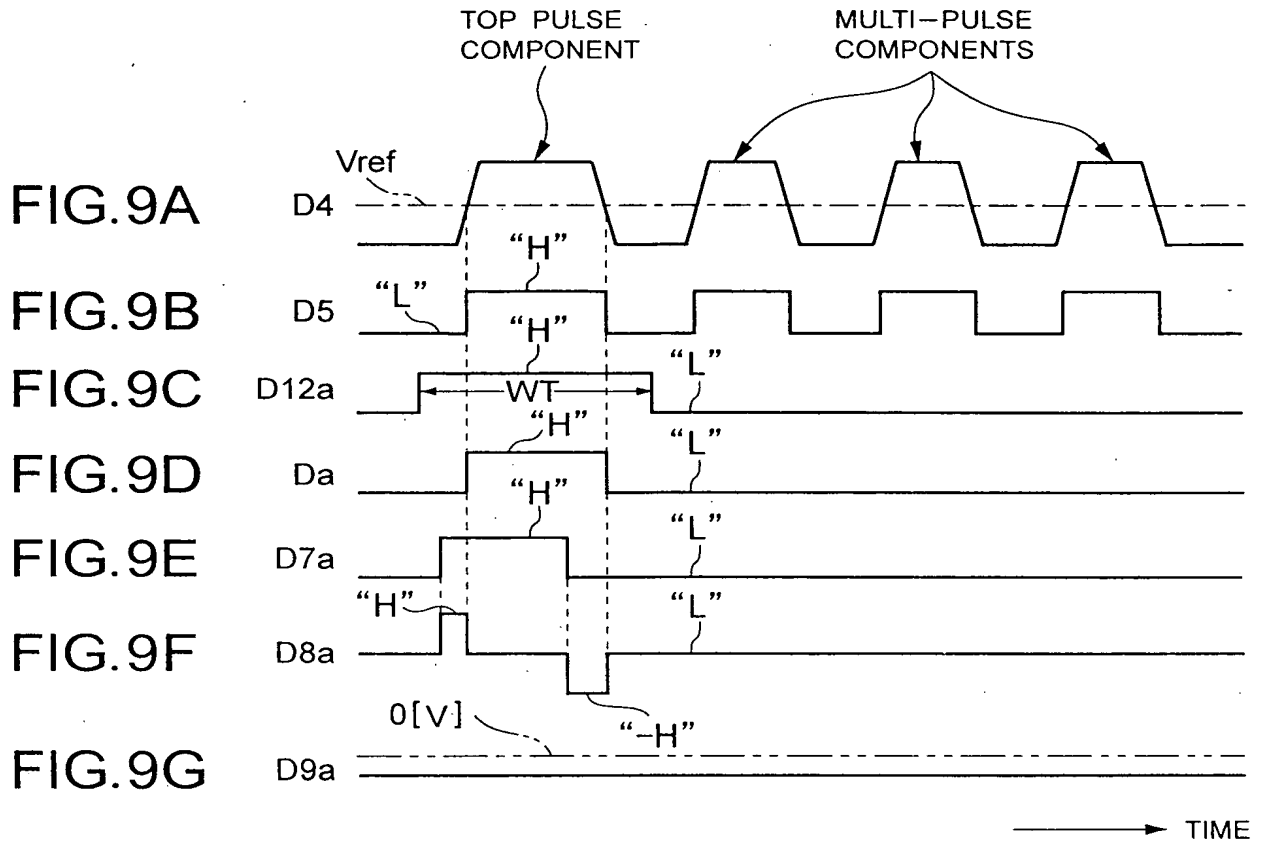 TOP PULSE
COMPONENT
MULTI-PULSE
COMPONENTS
FIG.9A
D4
Vref
FIG.9B
D5
“L”
“H”
FIG.9C
D12a
“H”
WT
“L”
FIG.9D
Da
“H”
“L”
FIG.9E
D7a
“H”
“L”
FIG.9F
D8a
“H”
“L”
“-H”
FIG.9G
D9a
0[V]
TIME